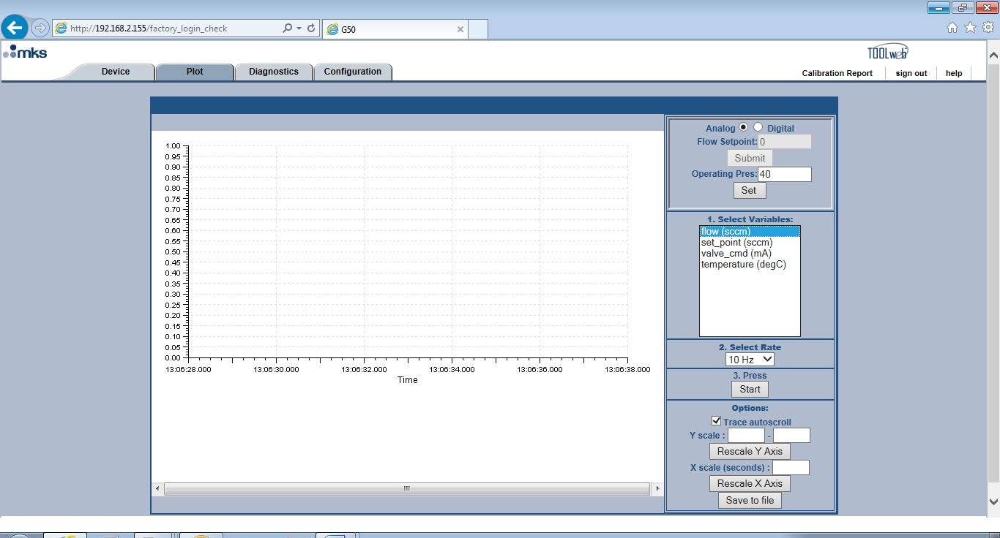 http://192.168.2.155/factory_login_check
G50
mks
TOOLweb
Device
Plot
Diagnostics
Configuration
Calibration Report
sign out
help
1.00
0.95
0.90
0.85
0.80
0.75
0.70
0.65
0.60
0.55
0.50
0.45
0.40
0.35
0.30
0.25
0.20
0.15
0.10
0.05
0.00
13:06:28.000 13:06:30.000 13:06:32.000 13:06:34.000 13:06:36.000 13:06:38.000
Time
Analog Digital
Flow Setpoint: 0
Submit
Operating Pres: 40
Set
1. Select Variables:
flow (sccm)
set_point (sccm)
valve_cmd (mA)
temperature (degC)
2. Select Rate
10 Hz
3. Press
Start
Options:
Trace autoscroll
Y scale : -
Rescale Y Axis
X scale (seconds) :
Rescale X Axis
Save to file